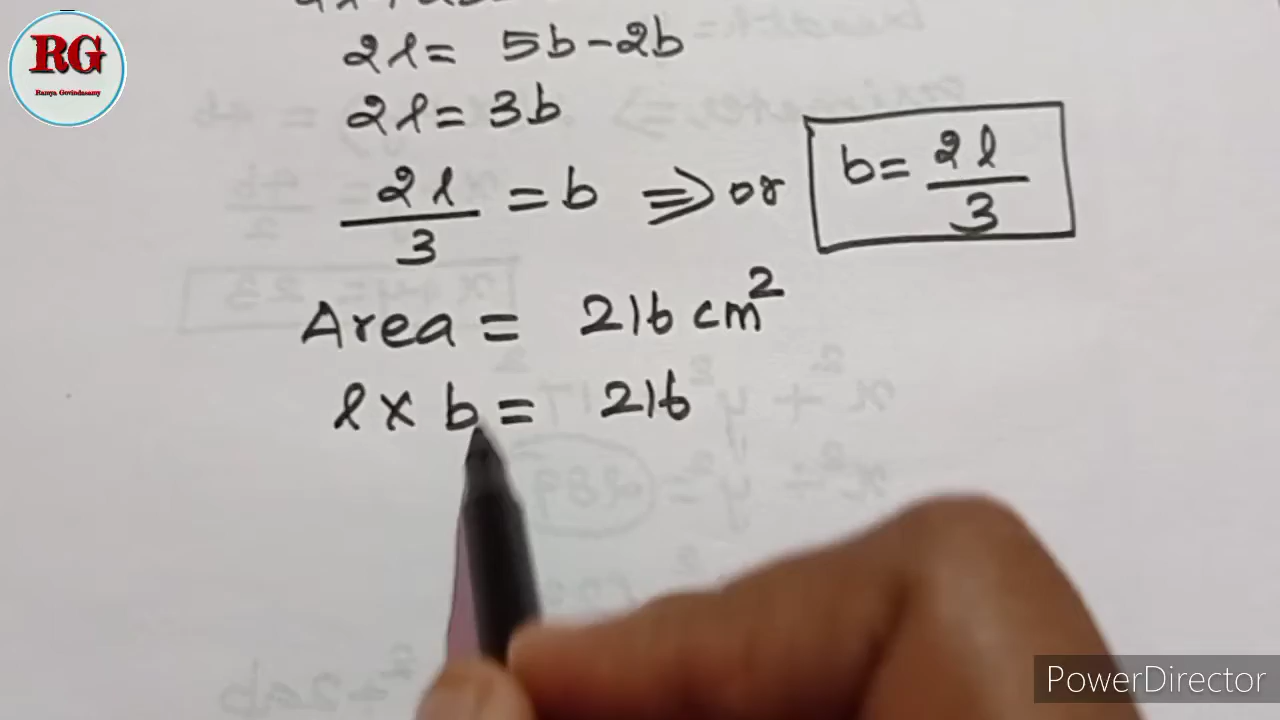 RG
Ramya Govindasamy
2l = 5b - 2b
2l = 3b
2l/3 = b ⇒ or b = 2l/3
Area = 216 cm²
l × b = 216
PowerDirector